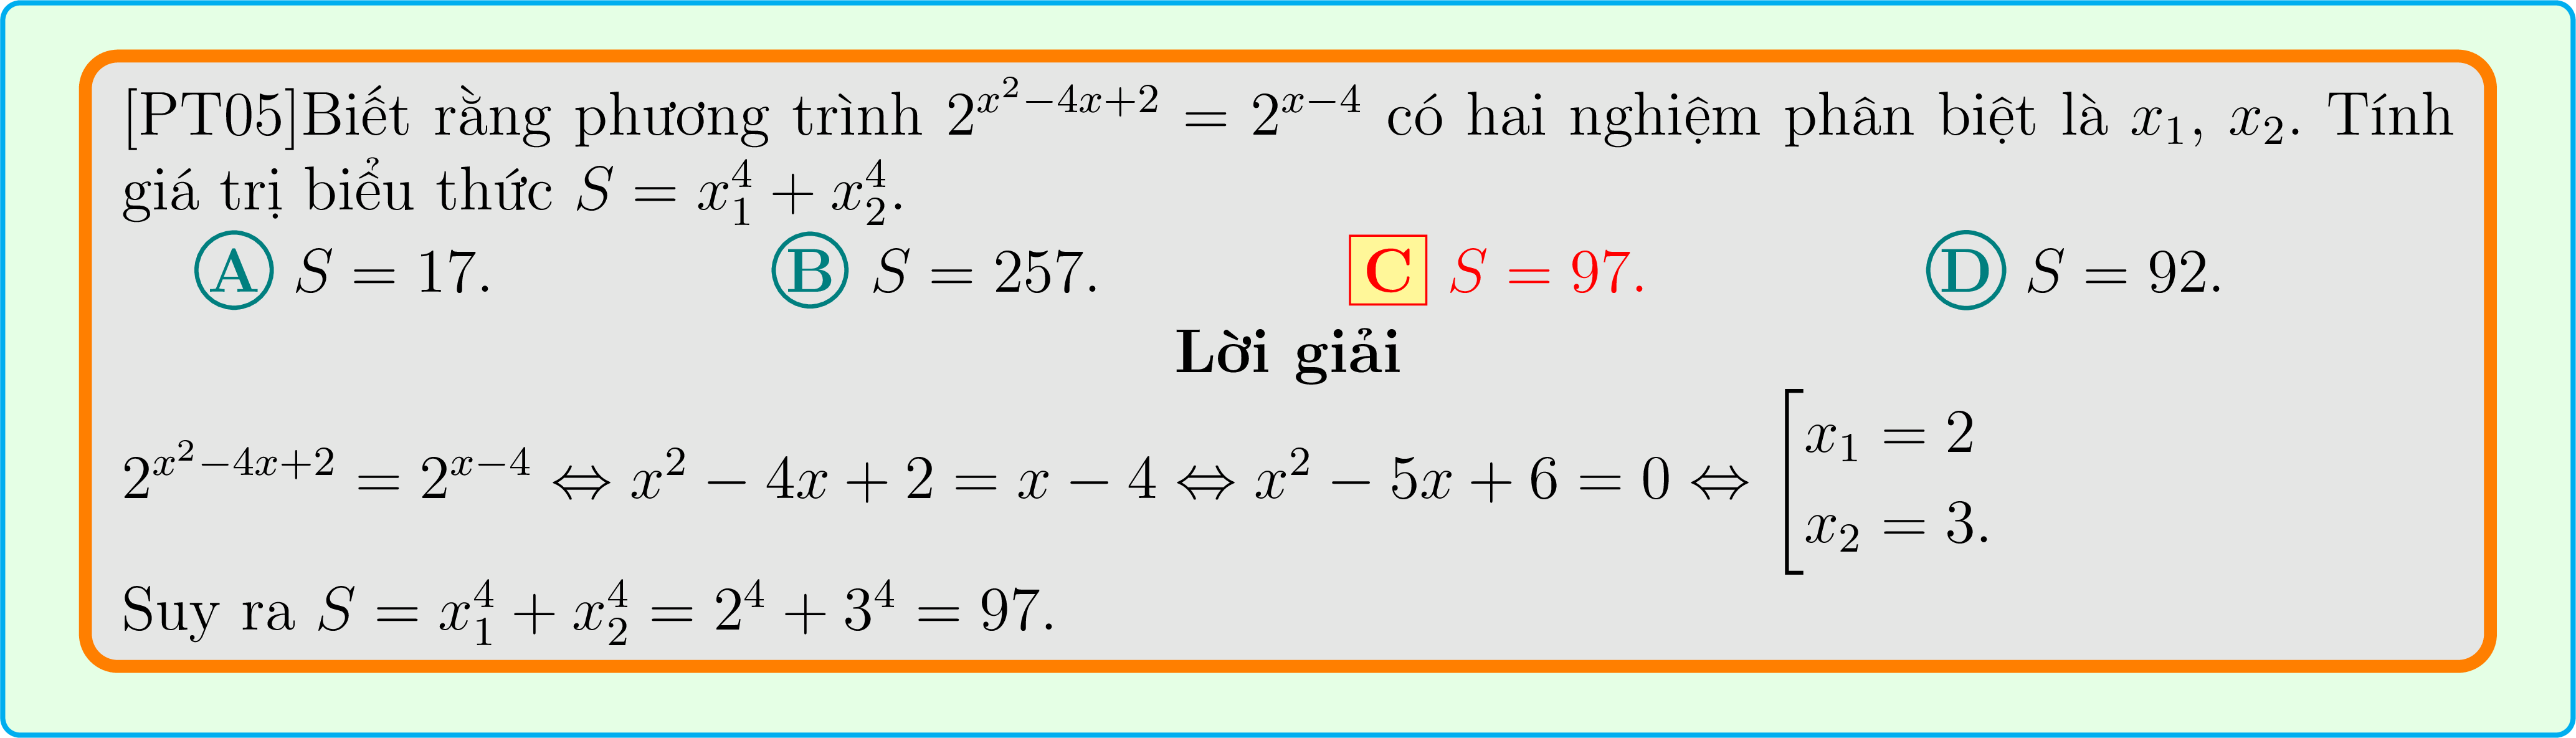 [PT05]Biết rằng phương trình $2^{x^2-4x+2} = 2^{x-4}$ có hai nghiệm phân biệt là $x_1$, $x_2$. Tính
giá trị biểu thức $S = x_1^4 + x_2^4$.
A $S = 17$. B $S = 257$. C $S = 97$. D $S = 92$.
Lời giải
$2^{x^2-4x+2} = 2^{x-4} \Leftrightarrow x^2 - 4x + 2 = x - 4 \Leftrightarrow x^2 - 5x + 6 = 0 \Leftrightarrow \left[\begin{array}{l} x_1 = 2 \\ x_2 = 3. \end{array}\right.$
Suy ra $S = x_1^4 + x_2^4 = 2^4 + 3^4 = 97$.